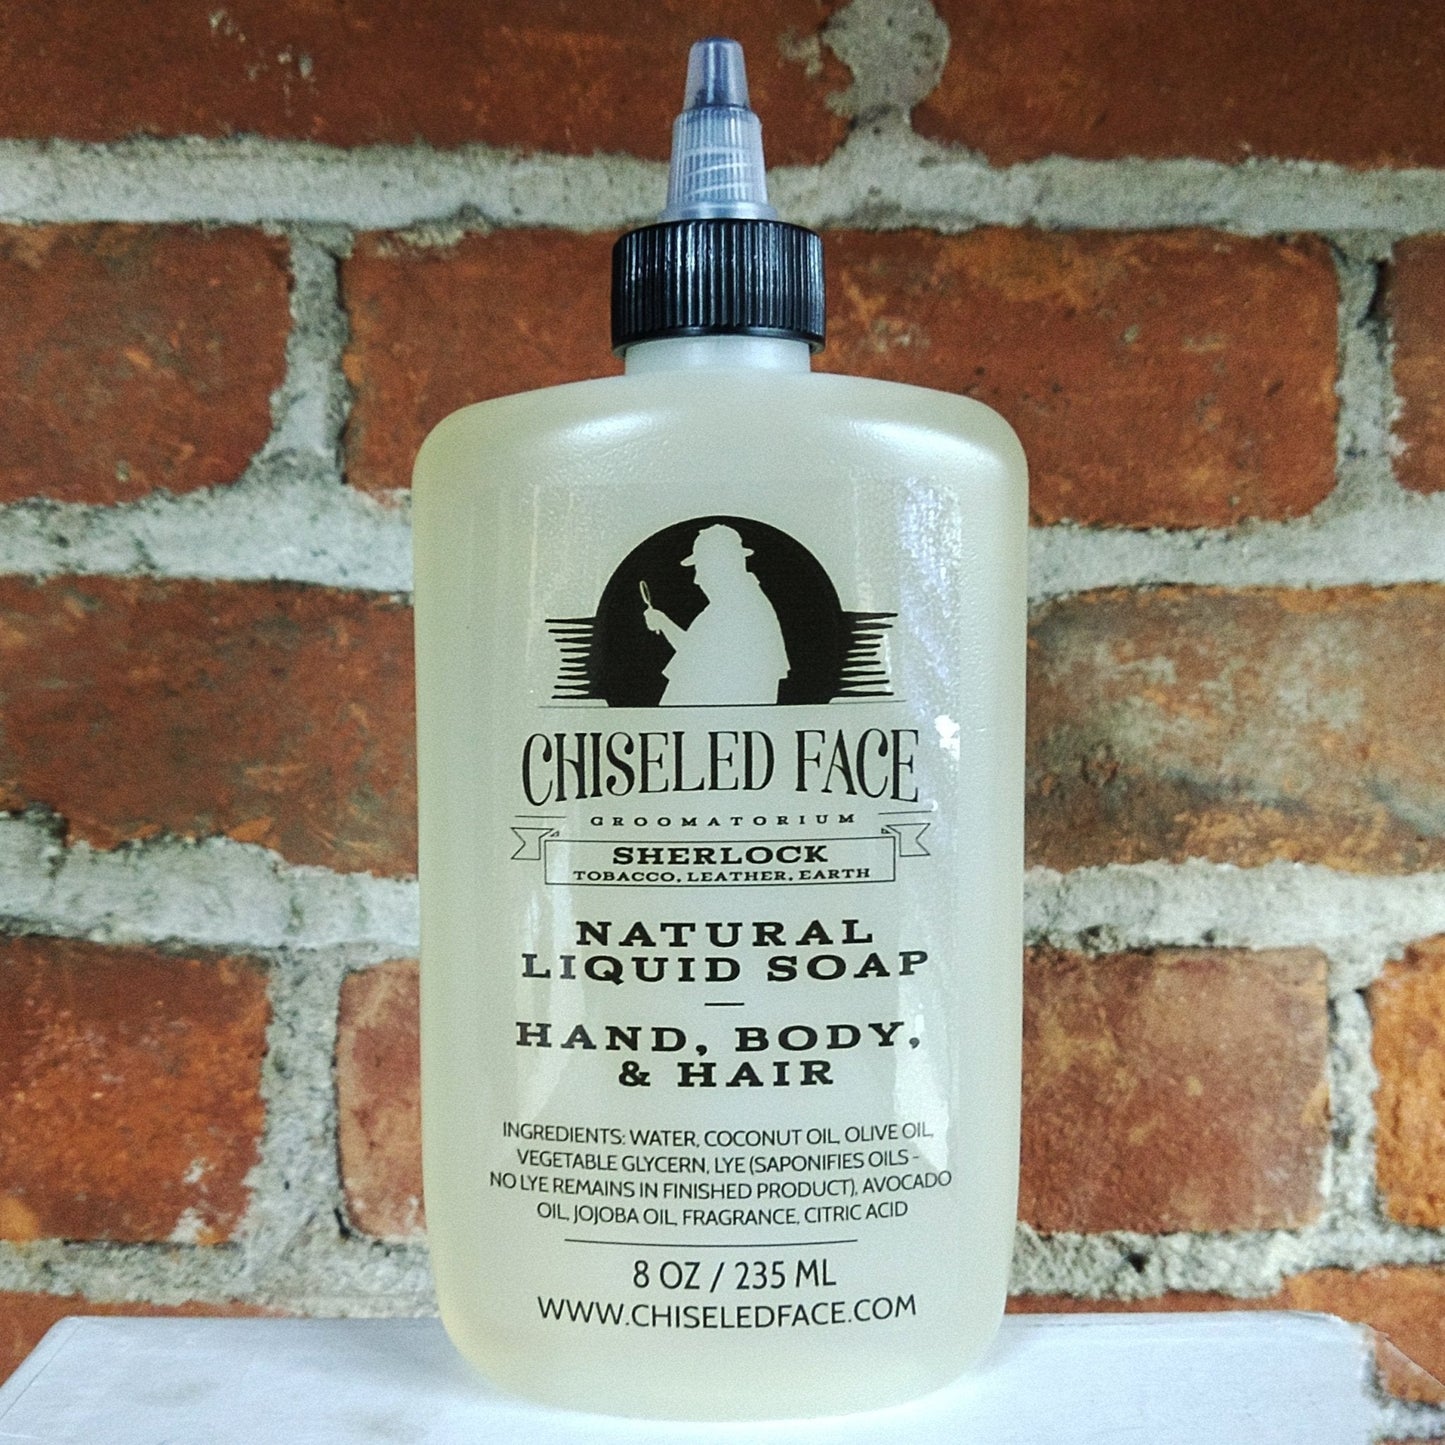 CHISELED FACE
GROOMATORIUM
SHERLOCK
TOBACCO, LEATHER, EARTH
NATURAL
LIQUID SOAP
—
HAND, BODY,
& HAIR
INGREDIENTS: WATER, COCONUT OIL, OLIVE OIL,
VEGETABLE GLYCERN, LYE (SAPONIFIES OILS -
NO LYE REMAINS IN FINISHED PRODUCT), AVOCADO
OIL, JOJOBA OIL, FRAGRANCE, CITRIC ACID
8 OZ / 235 ML
WWW.CHISELEDFACE.COM